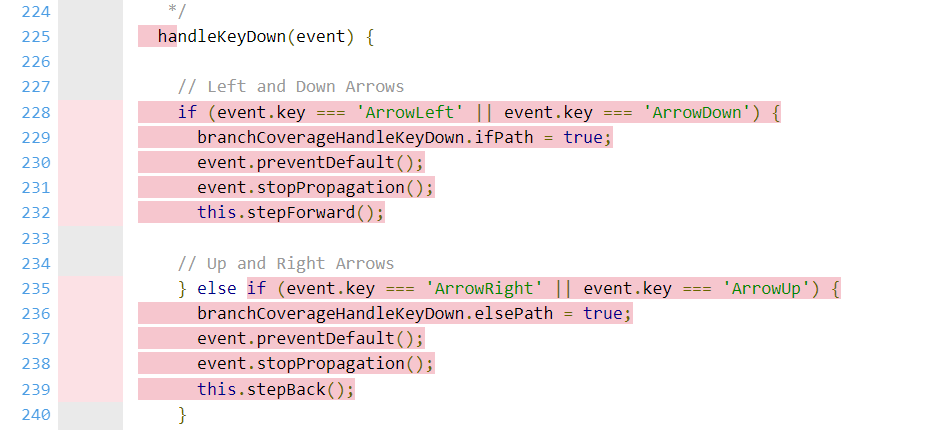 224 */
225 handleKeyDown(event) {
226
227 // Left and Down Arrows
228 if (event.key === 'ArrowLeft' || event.key === 'ArrowDown') {
229 branchCoverageHandleKeyDown.ifPath = true;
230 event.preventDefault();
231 event.stopPropagation();
232 this.stepForward();
233
234 // Up and Right Arrows
235 } else if (event.key === 'ArrowRight' || event.key === 'ArrowUp') {
236 branchCoverageHandleKeyDown.elsePath = true;
237 event.preventDefault();
238 event.stopPropagation();
239 this.stepBack();
240 }